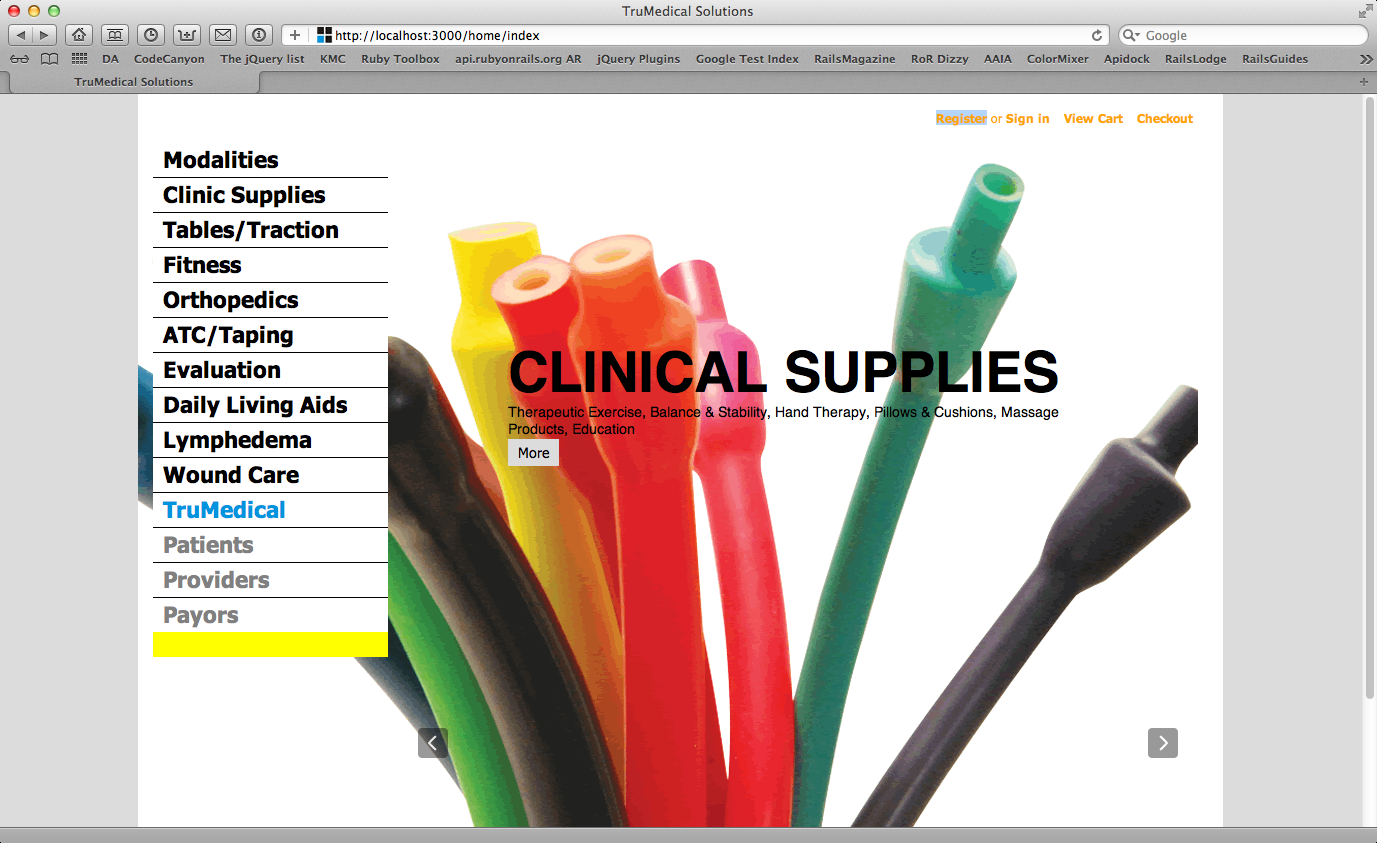 TruMedical Solutions
http://localhost:3000/home/index
Google
DA CodeCanyon The jQuery list KMC Ruby Toolbox api.rubyonrails.org AR jQuery Plugins Google Test Index RailsMagazine RoR Dizzy AAIA ColorMixer Apidock RailsLodge RailsGuides
TruMedical Solutions
Register or Sign in View Cart Checkout
Modalities
Clinic Supplies
Tables/Traction
Fitness
Orthopedics
ATC/Taping
Evaluation
Daily Living Aids
Lymphedema
Wound Care
TruMedical
Patients
Providers
Payors
CLINICAL SUPPLIES
Therapeutic Exercise, Balance & Stability, Hand Therapy, Pillows & Cushions, Massage
Products, Education
More